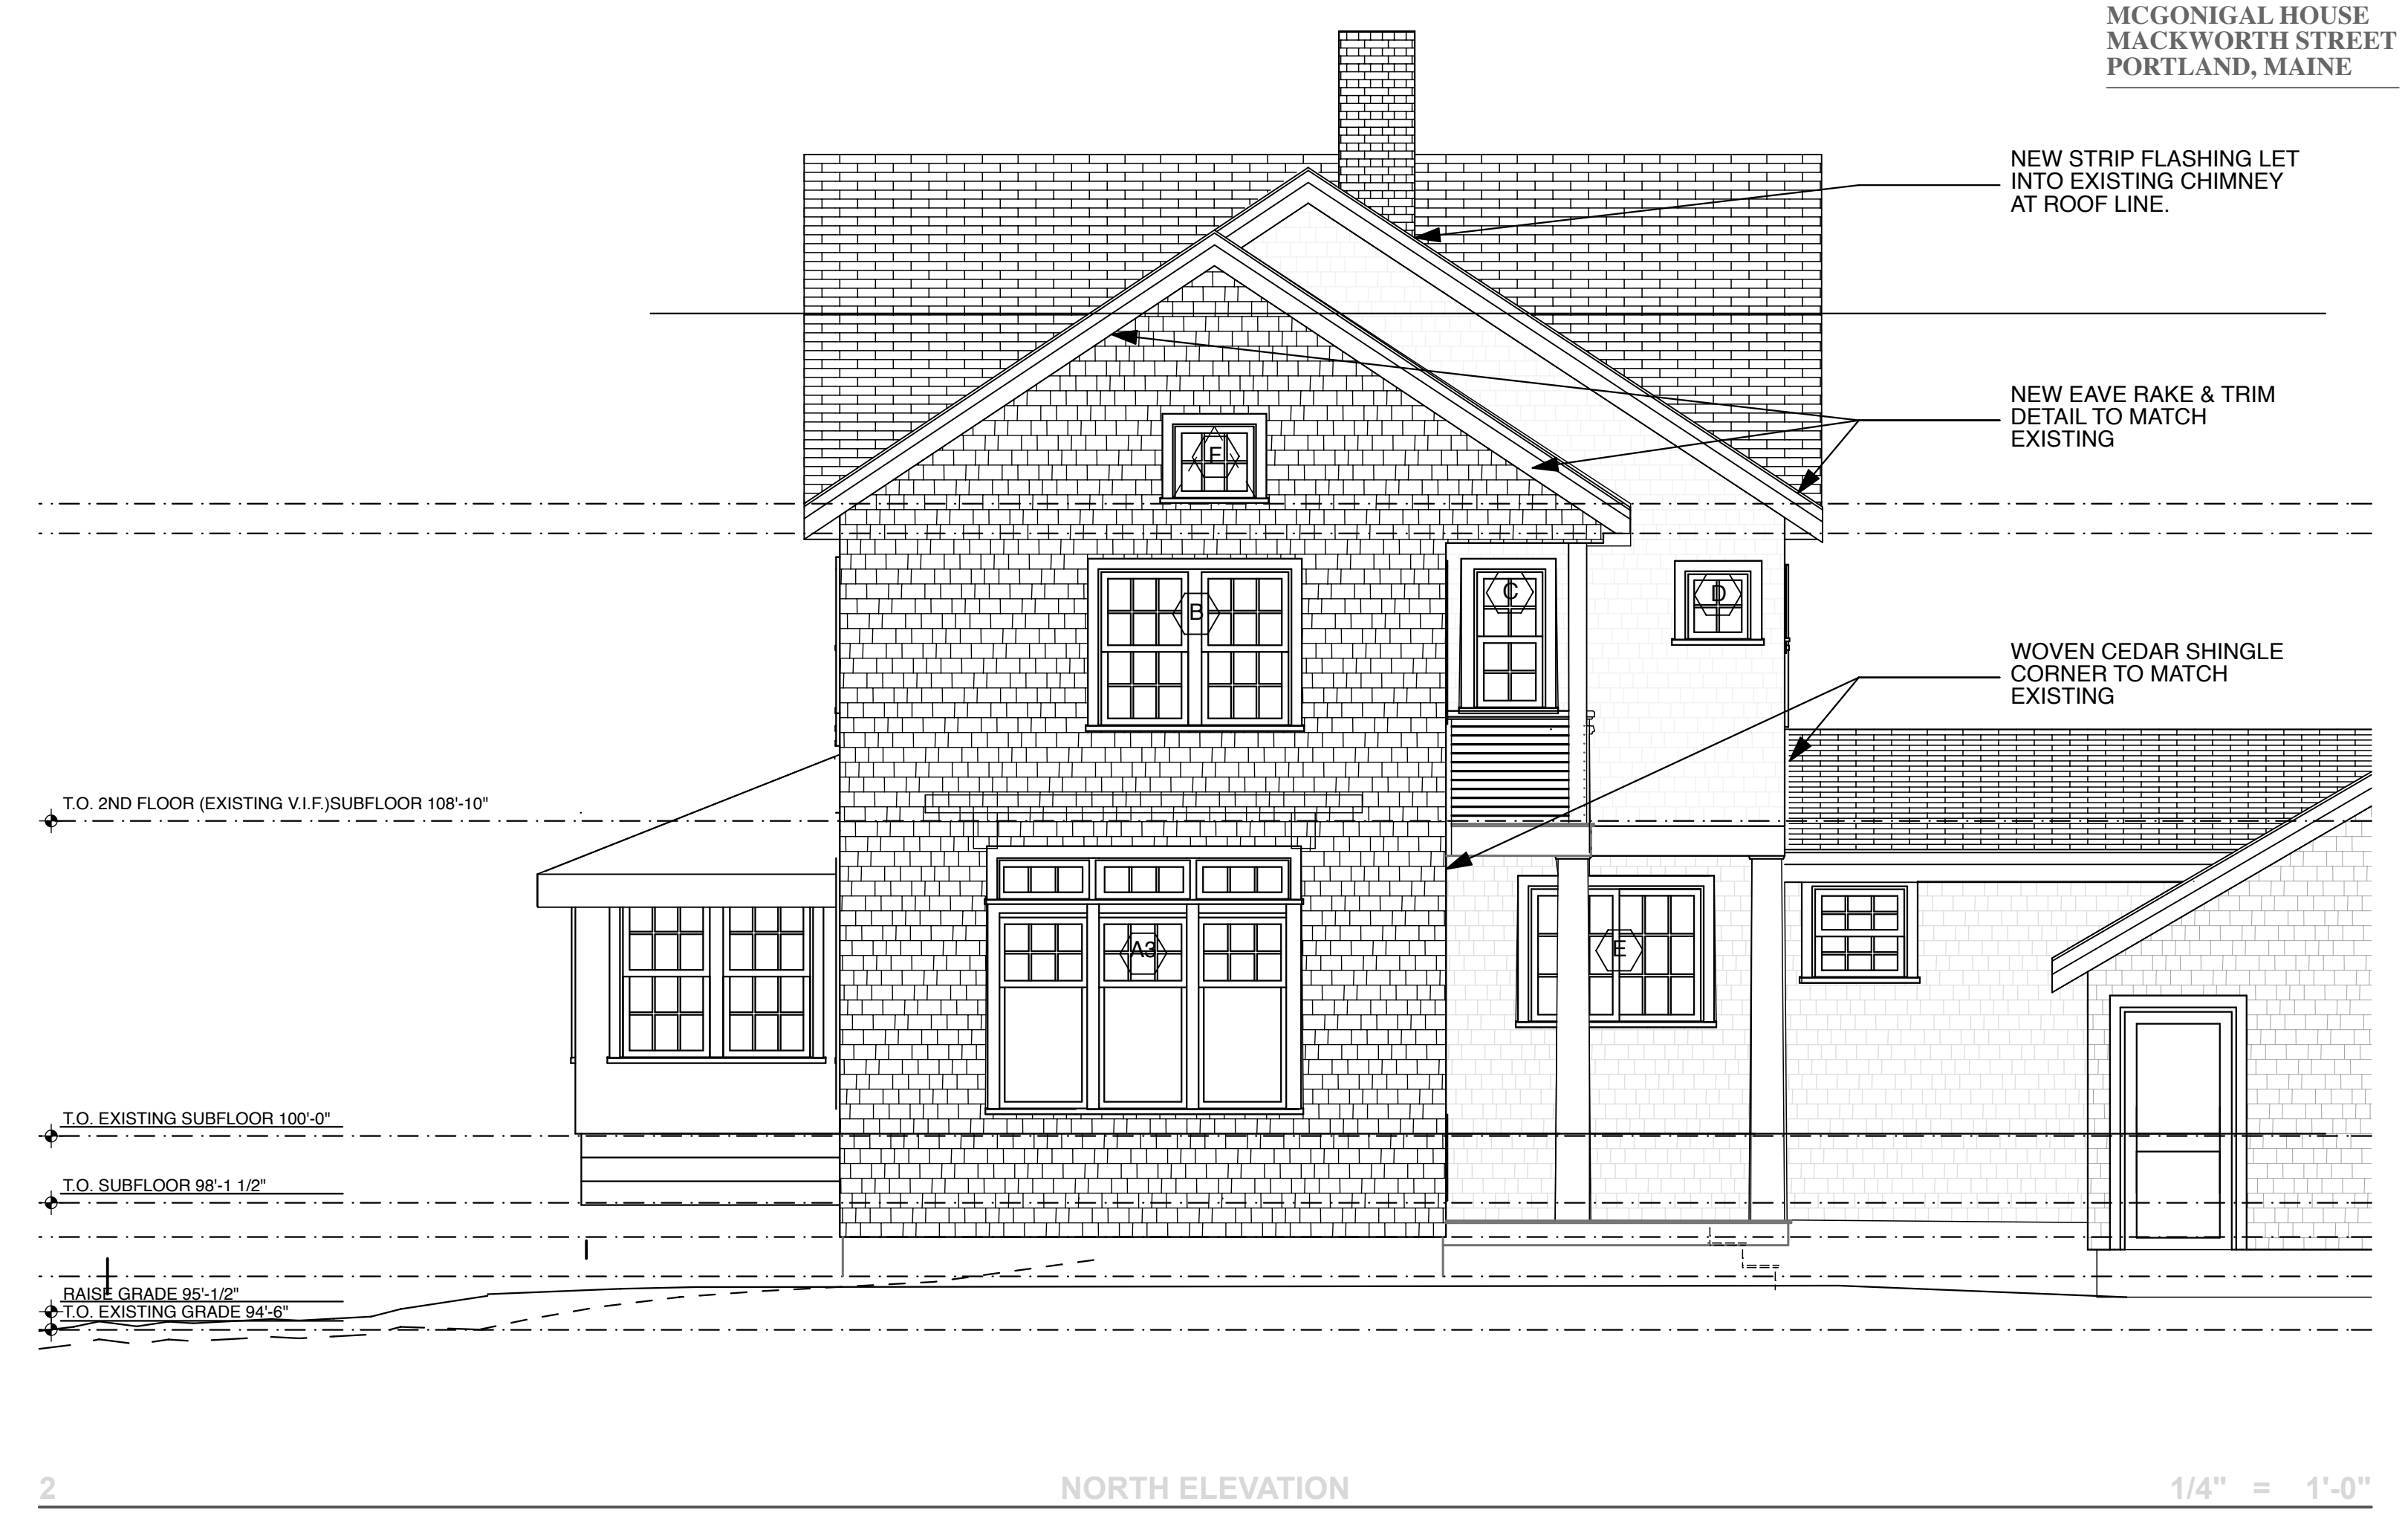 MCGONIGAL HOUSE
MACKWORTH STREET
PORTLAND, MAINE
NEW STRIP FLASHING LET
INTO EXISTING CHIMNEY
AT ROOF LINE.
NEW EAVE RAKE & TRIM
DETAIL TO MATCH
EXISTING
F
B
C
D
WOVEN CEDAR SHINGLE
CORNER TO MATCH
EXISTING
T.O. 2ND FLOOR (EXISTING V.I.F.)SUBFLOOR 108'-10"
A3
E
T.O. EXISTING SUBFLOOR 100'-0"
T.O. SUBFLOOR 98'-1 1/2"
RAISE GRADE 95'-1/2"
T.O. EXISTING GRADE 94'-6"
2 NORTH ELEVATION 1/4" = 1'-0"